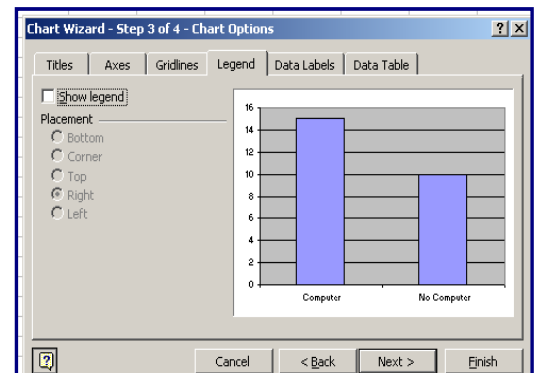 Chart Wizard - Step 3 of 4 - Chart Options
Titles Axes Gridlines Legend Data Labels Data Table
Show legend
Placement
Bottom
Corner
Top
Right
Left
16
14
12
10
8
6
4
2
0
Computer No Computer
Cancel < Back Next > Finish